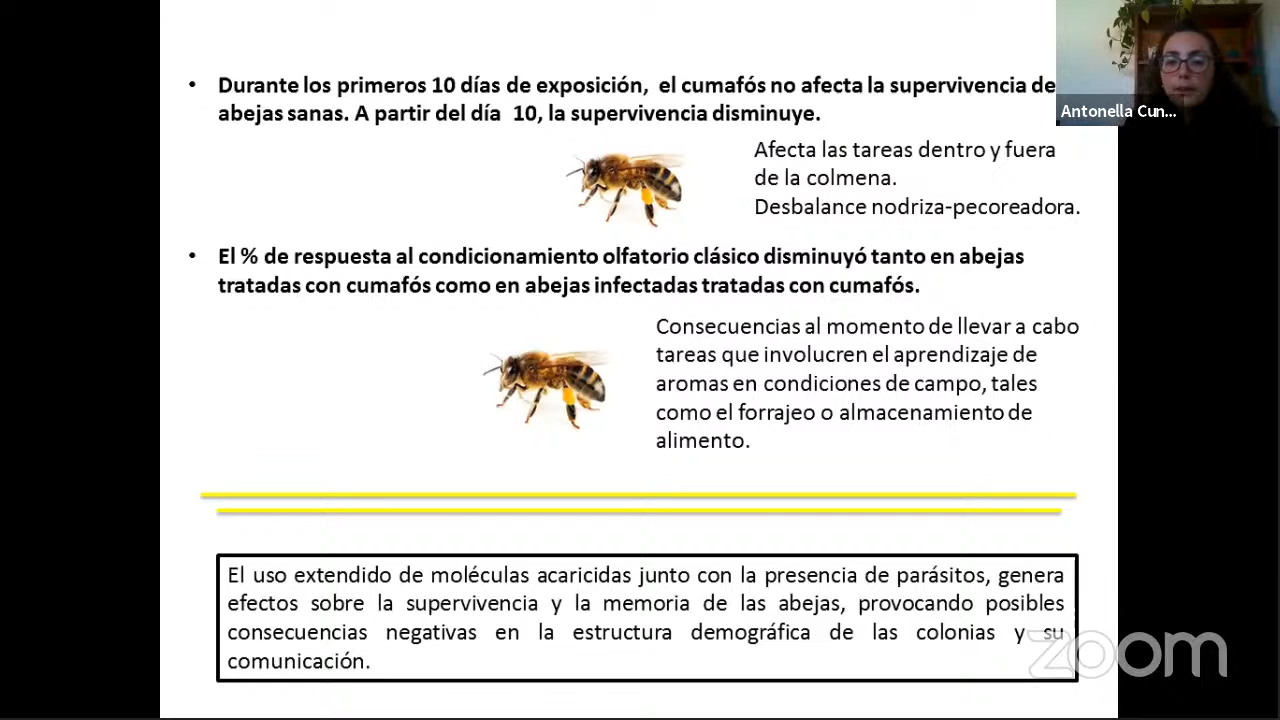 • Durante los primeros 10 días de exposición, el cumafós no afecta la supervivencia de
abejas sanas. A partir del día 10, la supervivencia disminuye.
Antonella Cun...
Afecta las tareas dentro y fuera
de la colmena.
Desbalance nodriza-pecoreadora.
• El % de respuesta al condicionamiento olfatorio clásico disminuyó tanto en abejas
tratadas con cumafós como en abejas infectadas tratadas con cumafós.
Consecuencias al momento de llevar a cabo
tareas que involucren el aprendizaje de
aromas en condiciones de campo, tales
como el forrajeo o almacenamiento de
alimento.
El uso extendido de moléculas acaricidas junto con la presencia de parásitos, genera
efectos sobre la supervivencia y la memoria de las abejas, provocando posibles
consecuencias negativas en la estructura demográfica de las colonias y su
comunicación.
zoom